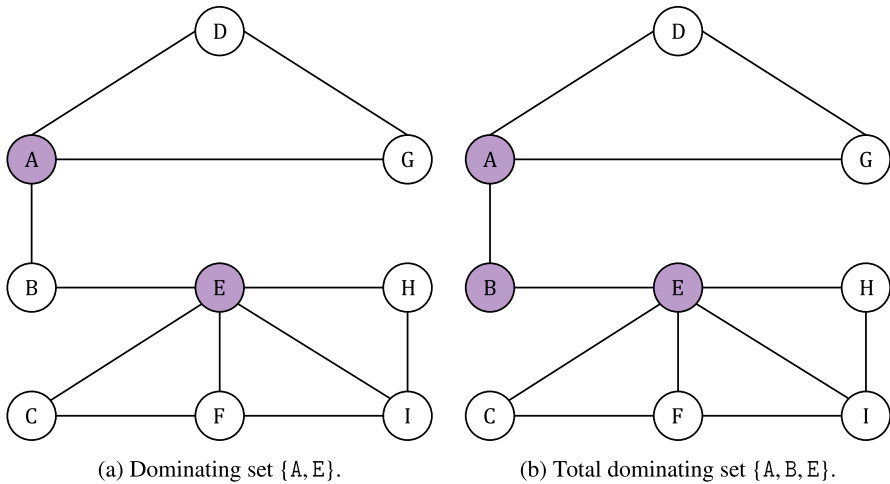 D
D
A
G
A
G
B
E
H
B
E
H
C
F
I
C
F
I
(a) Dominating set {A, E}.
(b) Total dominating set {A, B, E}.